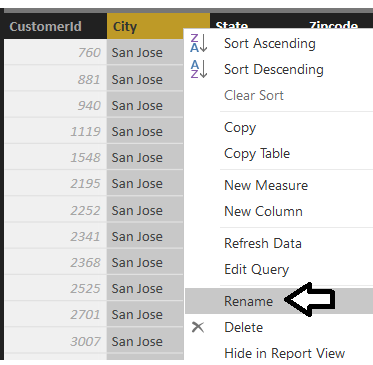 CustomerId City State Zipcode
760 San Jose
881 San Jose
940 San Jose
1119 San Jose
1548 San Jose
2195 San Jose
2252 San Jose
2341 San Jose
2368 San Jose
2525 San Jose
2701 San Jose
3007 San Jose
Z A Sort Ascending
A Z Sort Descending
Clear Sort
Copy
Copy Table
New Measure
New Column
Refresh Data
Edit Query
Rename
Delete
Hide in Report View